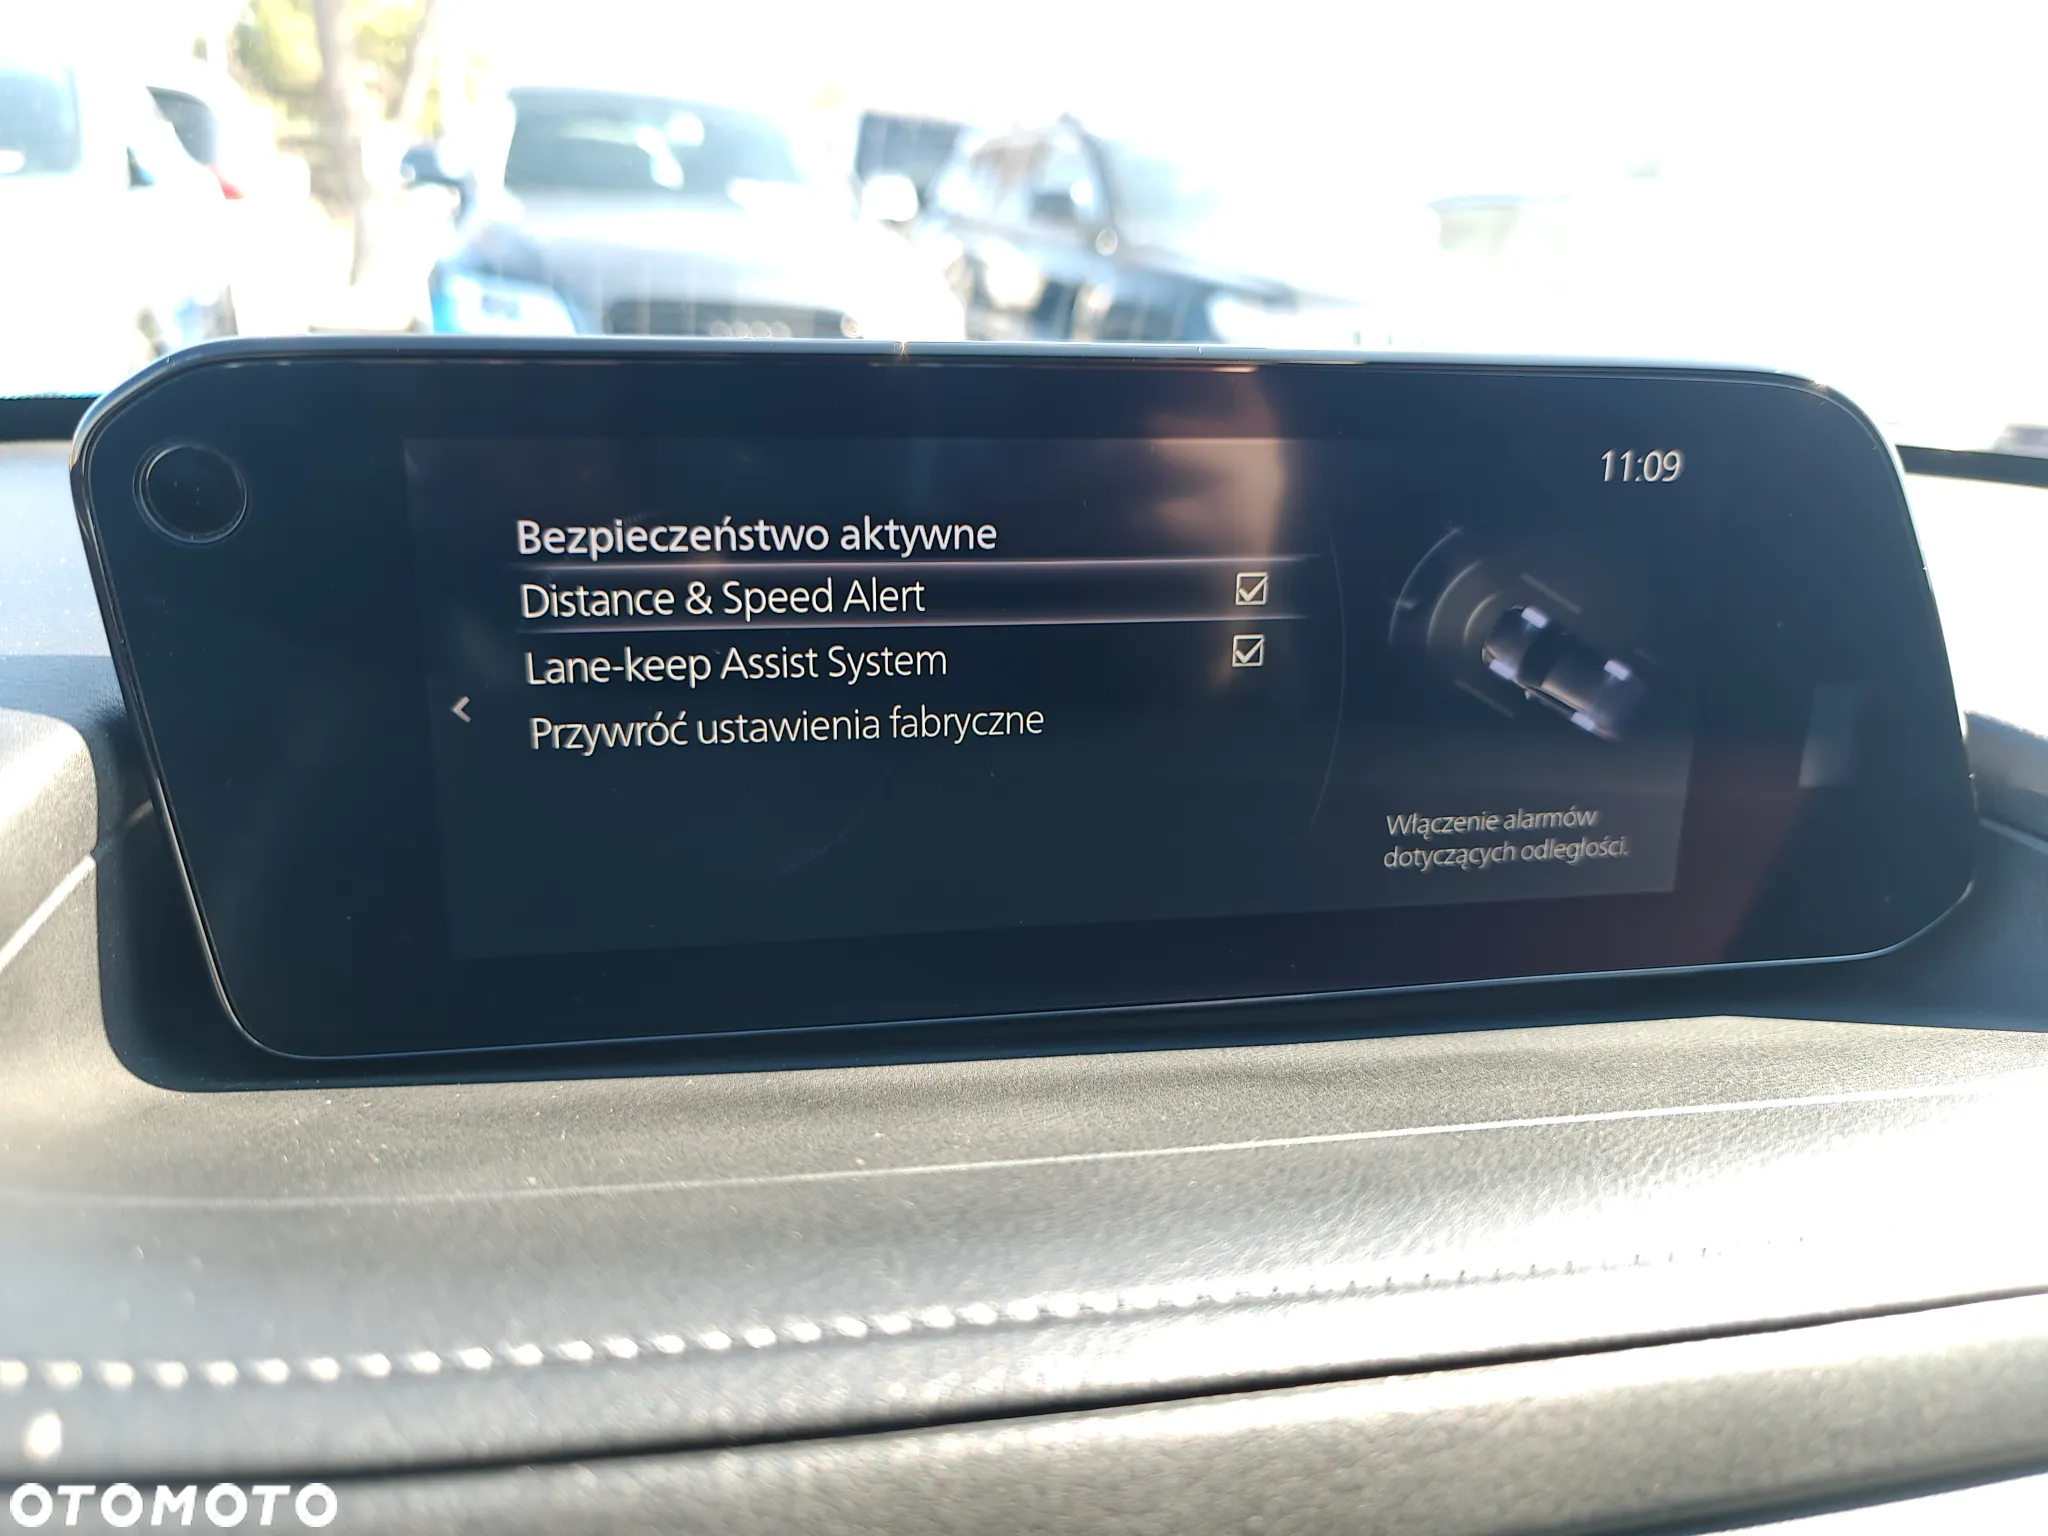 11:09
Bezpieczeństwo aktywne
Distance & Speed Alert
Lane-keep Assist System
Przywróć ustawienia fabryczne
Włączenie alarmów
dotyczących odległości.
OTOMOTO